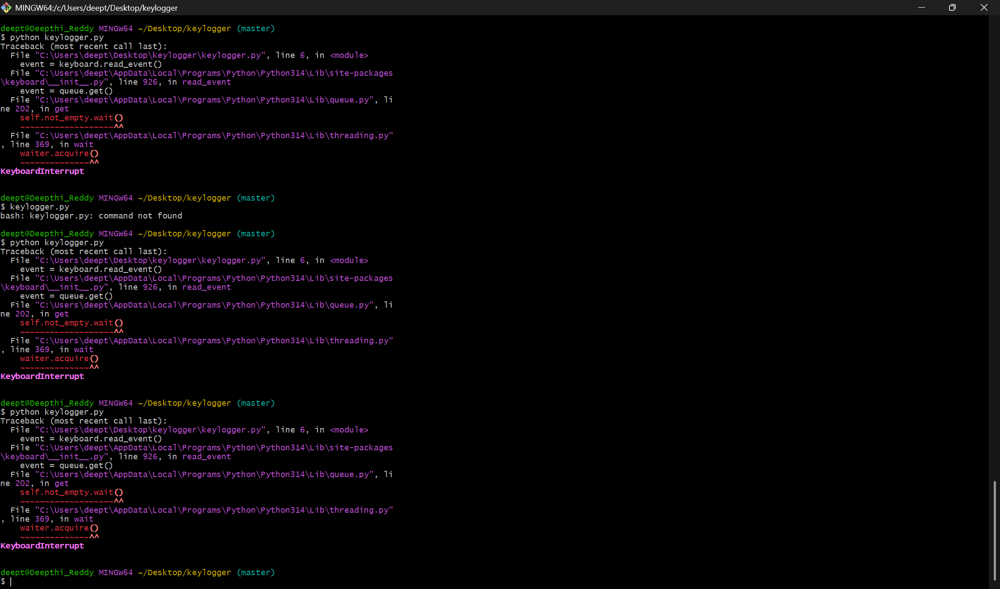 MINGW64:/c/Users/deept/Desktop/keylogger
deept@Deepthi_Reddy MINGW64 ~/Desktop/keylogger (master)
$ python keylogger.py
Traceback (most recent call last):
  File "C:\Users\deept\Desktop\keylogger\keylogger.py", line 6, in <module>
    event = keyboard.read_event()
  File "C:\Users\deept\AppData\Local\Programs\Python\Python314\Lib\site-packages
\keyboard\__init__.py", line 926, in read_event
    event = queue.get()
  File "C:\Users\deept\AppData\Local\Programs\Python\Python314\Lib\queue.py", li
ne 202, in get
    self.not_empty.wait()
    ~~~~~~~~~~~~~~~~~~~^^
  File "C:\Users\deept\AppData\Local\Programs\Python\Python314\Lib\threading.py"
, line 369, in wait
    waiter.acquire()
    ~~~~~~~~~~~~~~^^
KeyboardInterrupt
deept@Deepthi_Reddy MINGW64 ~/Desktop/keylogger (master)
$ keylogger.py
bash: keylogger.py: command not found
deept@Deepthi_Reddy MINGW64 ~/Desktop/keylogger (master)
$ python keylogger.py
Traceback (most recent call last):
  File "C:\Users\deept\Desktop\keylogger\keylogger.py", line 6, in <module>
    event = keyboard.read_event()
  File "C:\Users\deept\AppData\Local\Programs\Python\Python314\Lib\site-packages
\keyboard\__init__.py", line 926, in read_event
    event = queue.get()
  File "C:\Users\deept\AppData\Local\Programs\Python\Python314\Lib\queue.py", li
ne 202, in get
    self.not_empty.wait()
    ~~~~~~~~~~~~~~~~~~~^^
  File "C:\Users\deept\AppData\Local\Programs\Python\Python314\Lib\threading.py"
, line 369, in wait
    waiter.acquire()
    ~~~~~~~~~~~~~~^^
KeyboardInterrupt
deept@Deepthi_Reddy MINGW64 ~/Desktop/keylogger (master)
$ python keylogger.py
Traceback (most recent call last):
  File "C:\Users\deept\Desktop\keylogger\keylogger.py", line 6, in <module>
    event = keyboard.read_event()
  File "C:\Users\deept\AppData\Local\Programs\Python\Python314\Lib\site-packages
\keyboard\__init__.py", line 926, in read_event
    event = queue.get()
  File "C:\Users\deept\AppData\Local\Programs\Python\Python314\Lib\queue.py", li
ne 202, in get
    self.not_empty.wait()
    ~~~~~~~~~~~~~~~~~~~^^
  File "C:\Users\deept\AppData\Local\Programs\Python\Python314\Lib\threading.py"
, line 369, in wait
    waiter.acquire()
    ~~~~~~~~~~~~~~^^
KeyboardInterrupt
deept@Deepthi_Reddy MINGW64 ~/Desktop/keylogger (master)
$